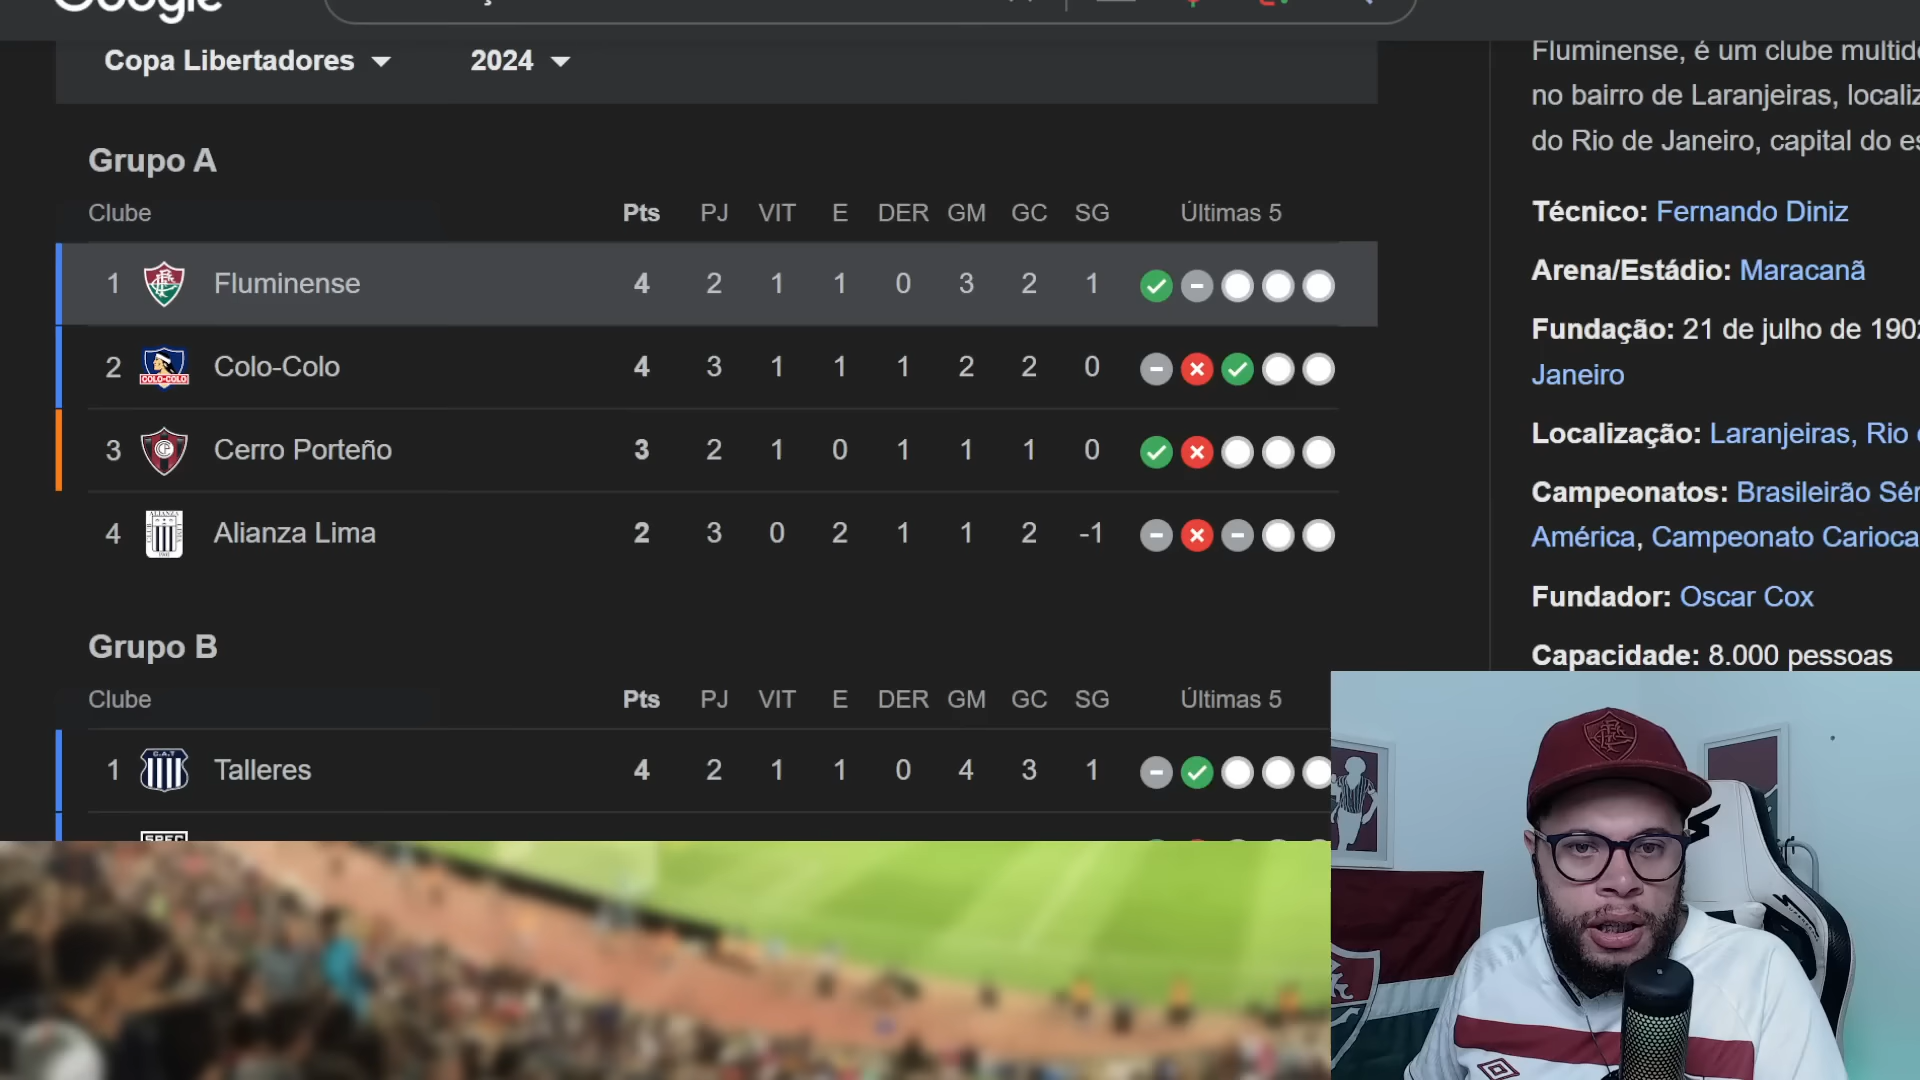 Google
Copa Libertadores 2024
Grupo A
Clube Pts PJ VIT E DER GM GC SG Últimas 5
1 Fluminense 4 2 1 1 0 3 2 1
2 COLO-COLO Colo-Colo 4 3 1 1 1 2 2 0
3 Cerro Porteño 3 2 1 0 1 1 1 0
4 Alianza Lima 2 3 0 2 1 1 2 -1
Grupo B
Clube Pts PJ VIT E DER GM GC SG Últimas 5
1 C.A.T Talleres 4 2 1 1 0 4 3 1
SPFC
Fluminense, é um clube multid
no bairro de Laranjeiras, localiz
do Rio de Janeiro, capital do es
Técnico: Fernando Diniz
Arena/Estádio: Maracanã
Fundação: 21 de julho de 1902
Janeiro
Localização: Laranjeiras, Rio
Campeonatos: Brasileirão Sér
América, Campeonato Carioca
Fundador: Oscar Cox
Capacidade: 8.000 pessoas